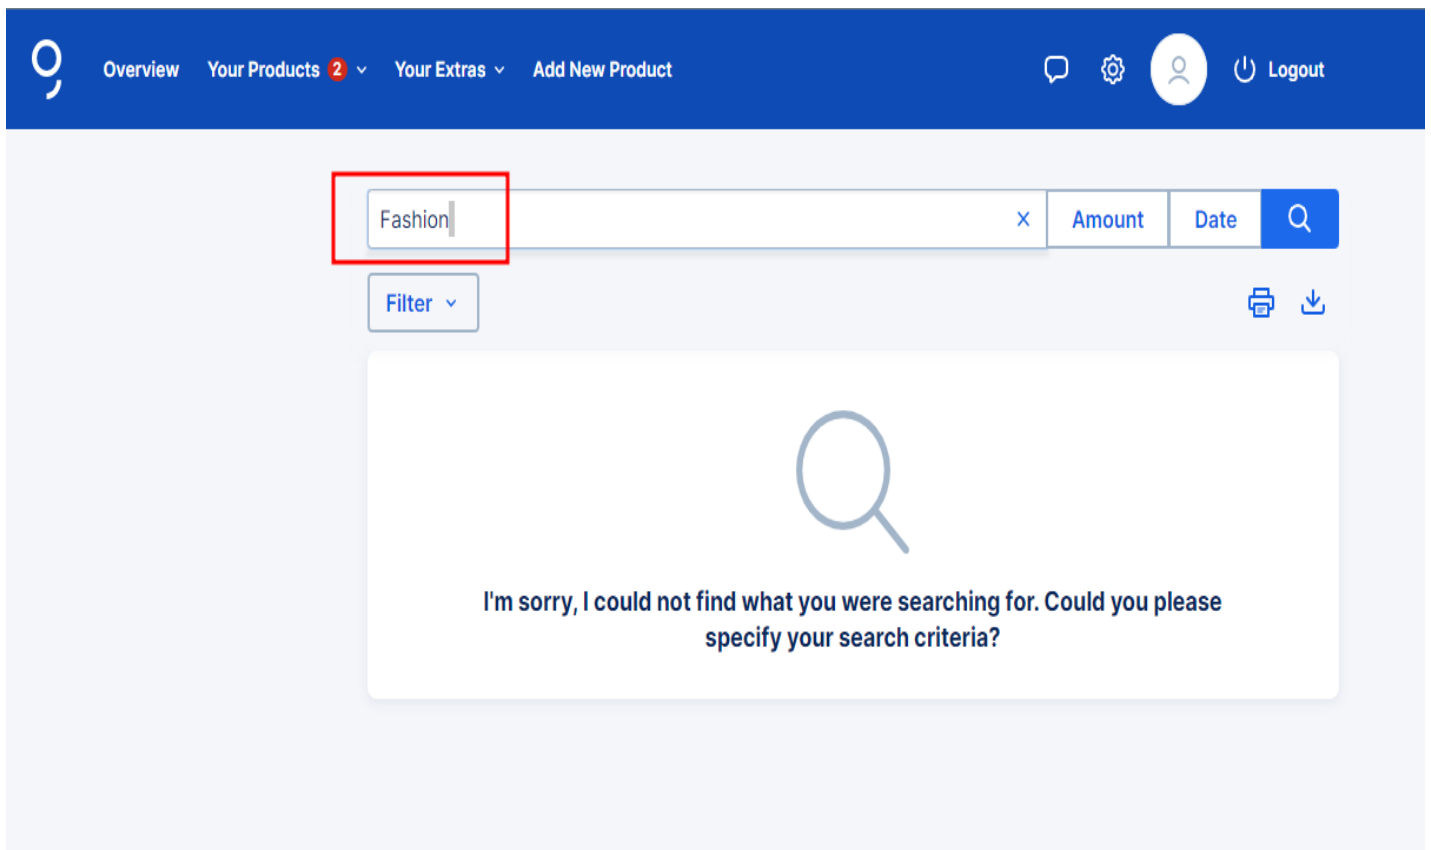 Overview Your Products 2 Your Extras Add New Product Logout
Fashion Amount Date
Filter
I'm sorry, I could not find what you were searching for. Could you please
specify your search criteria?